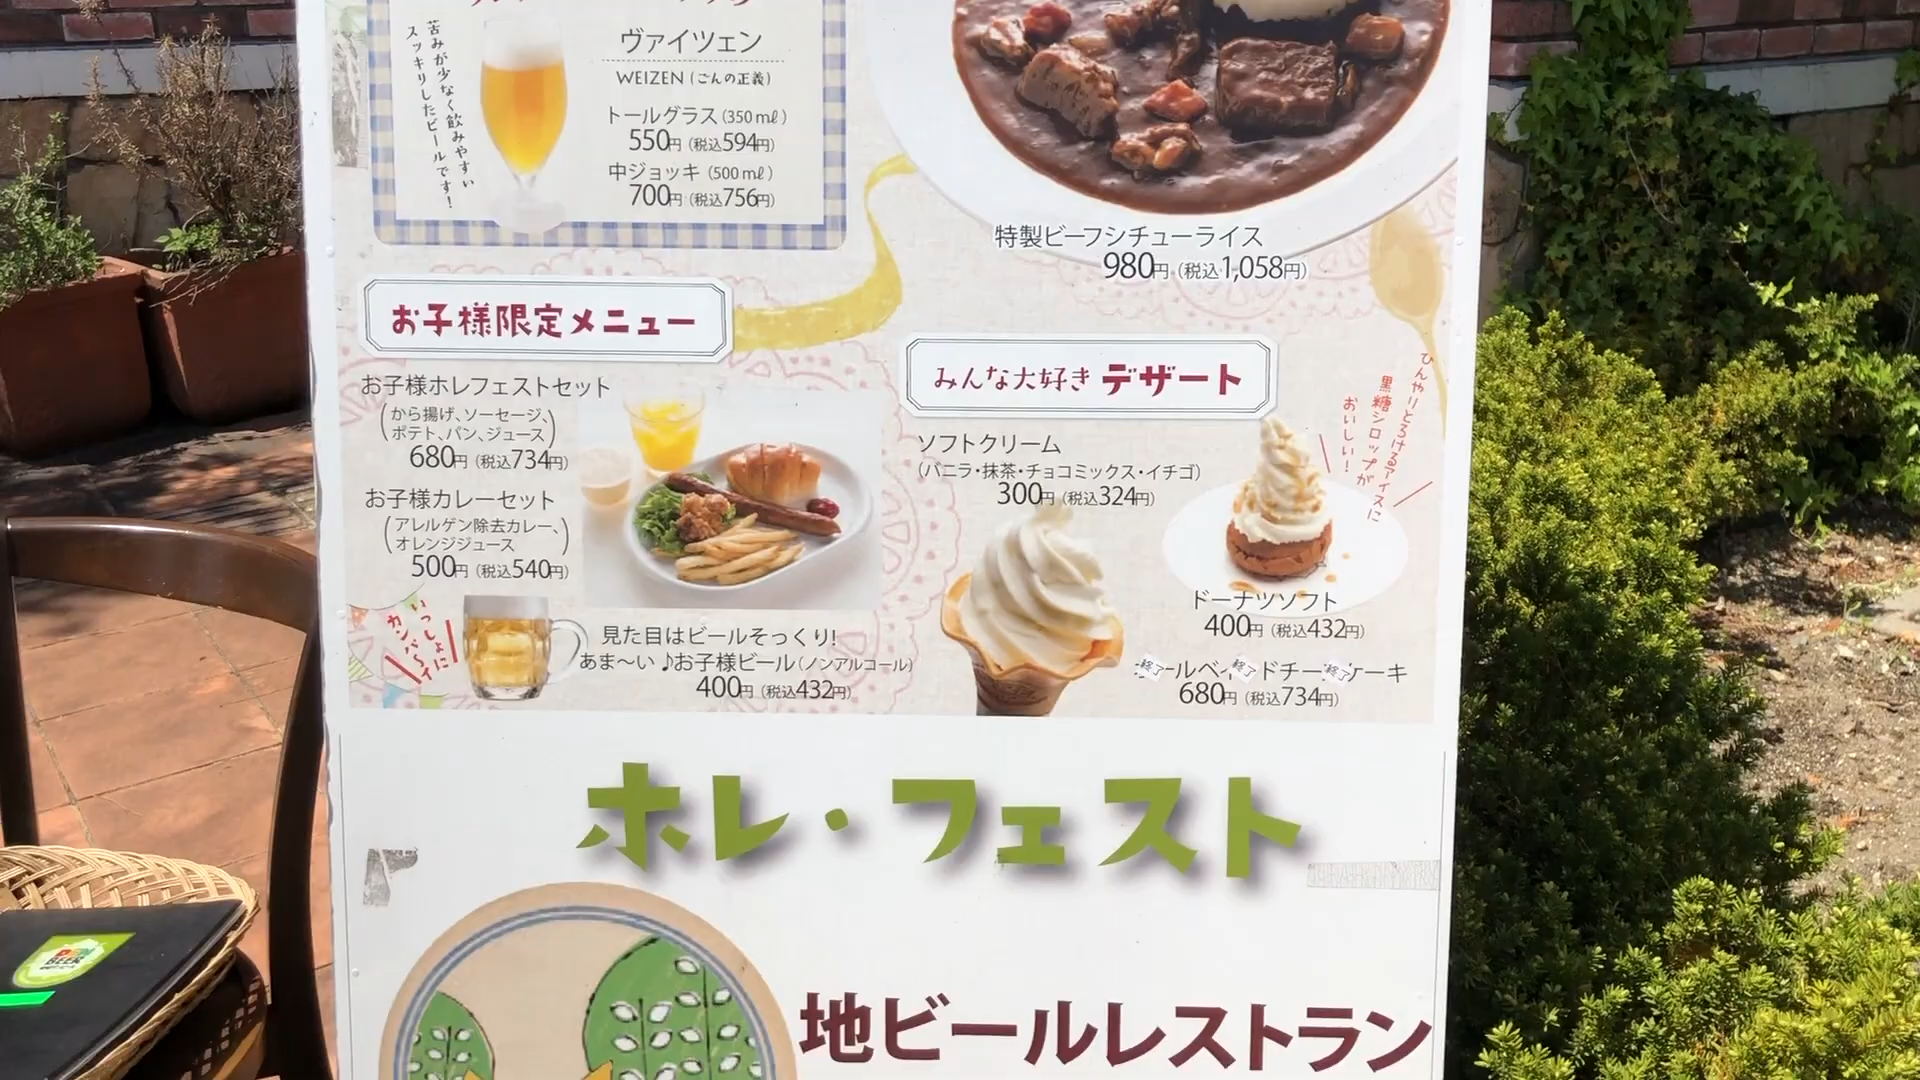 苦みが少なく飲みやすい
スッキリしたビールです!
ヴァイツェン
WEIZEN (ごんの正義)
トールグラス (350mℓ)
550円 (税込594円)
中ジョッキ (500mℓ)
700円 (税込756円)
特製ビーフシチューライス
980円 (税込1,058円)
お子様限定メニュー
お子様ホレフェストセット
(から揚げ、ソーセージ、
ポテト、パン、ジュース)
680円 (税込734円)
お子様カレーセット
(アレルゲン除去カレー、
オレンジジュース)
500円 (税込540円)
いっしょに
カンパ〜イ
見た目はビールそっくり!
あま〜い♪お子様ビール(ノンアルコール)
400円 (税込432円)
みんな大好き デザート
ソフトクリーム
(バニラ・抹茶・チョコミックス・イチゴ)
300円 (税込324円)
ひんやりとろけるアイスに
黒糖シロップが
おいしい!
ドーナツソフト
400円 (税込432円)
終了ールベイ終了ドチー終了ケーキ
680円 (税込734円)
ホレ・フェスト
BEER
地ビールレストラン